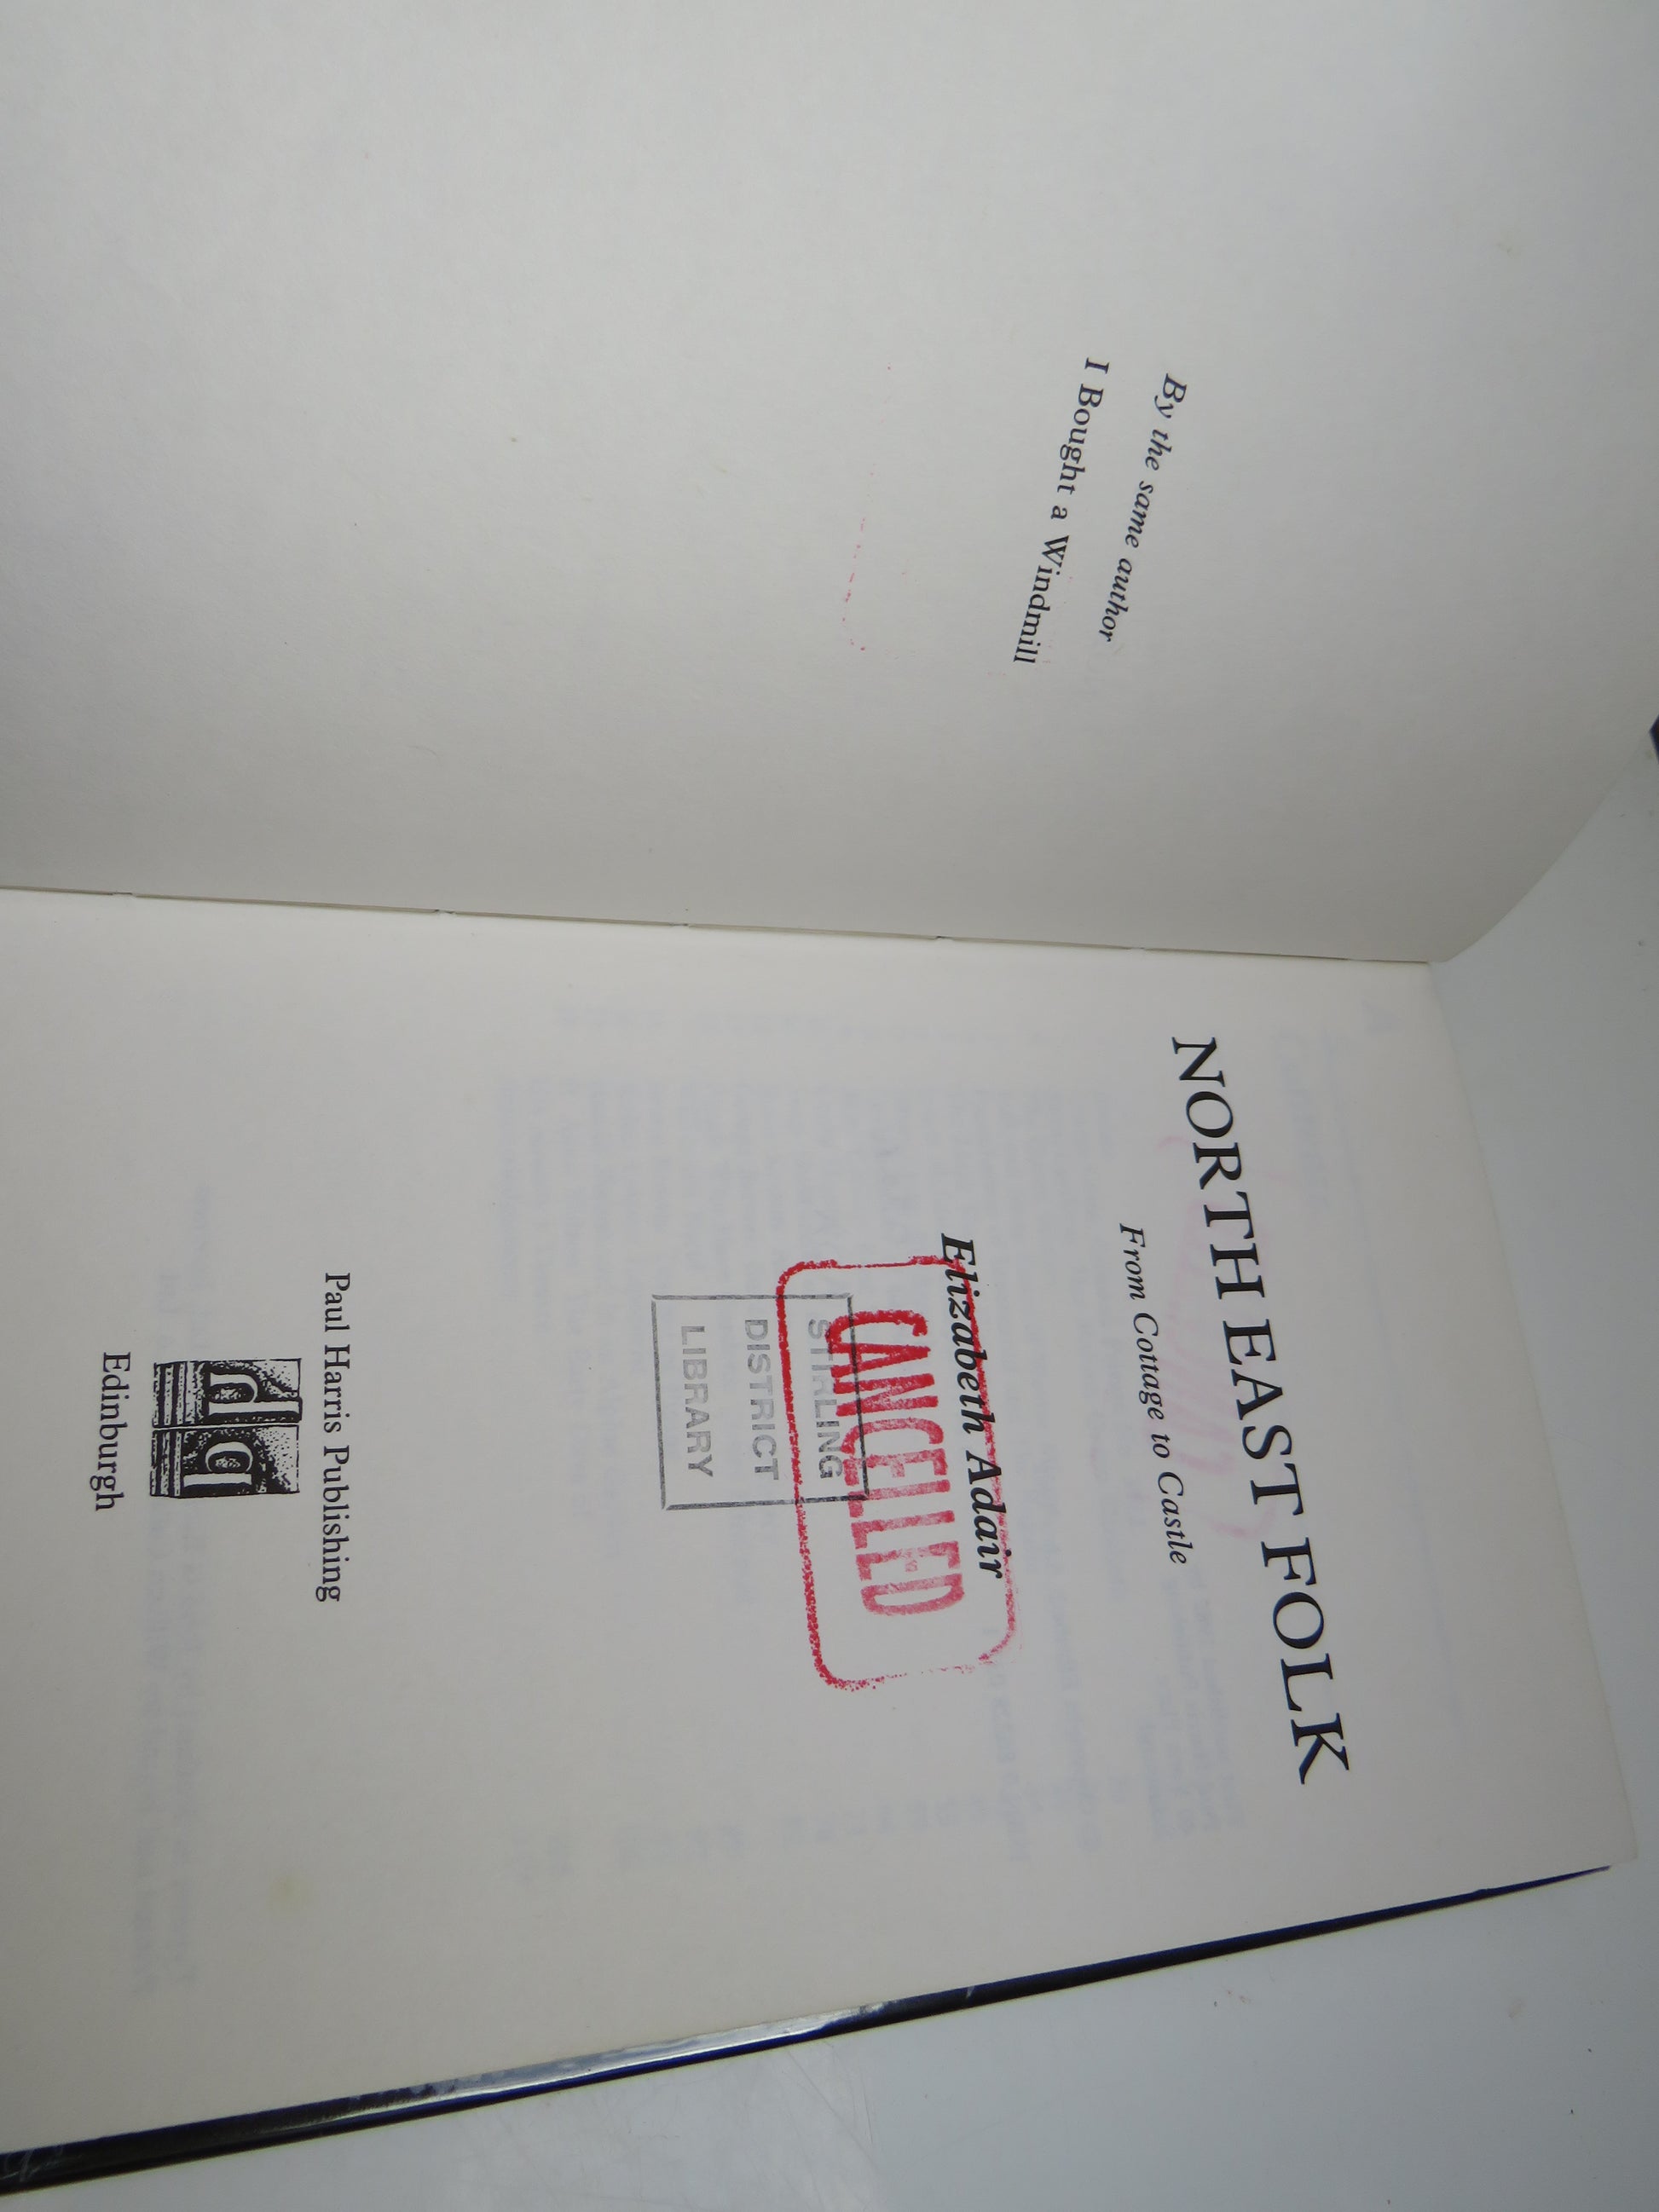 By the same author
I Bought a Windmill
NORTH EAST FOLK
From Cottage to Castle
Elizabeth Adair
CANCELLED
STIRLING
DISTRICT
LIBRARY
Paul Harris Publishing
Edinburgh